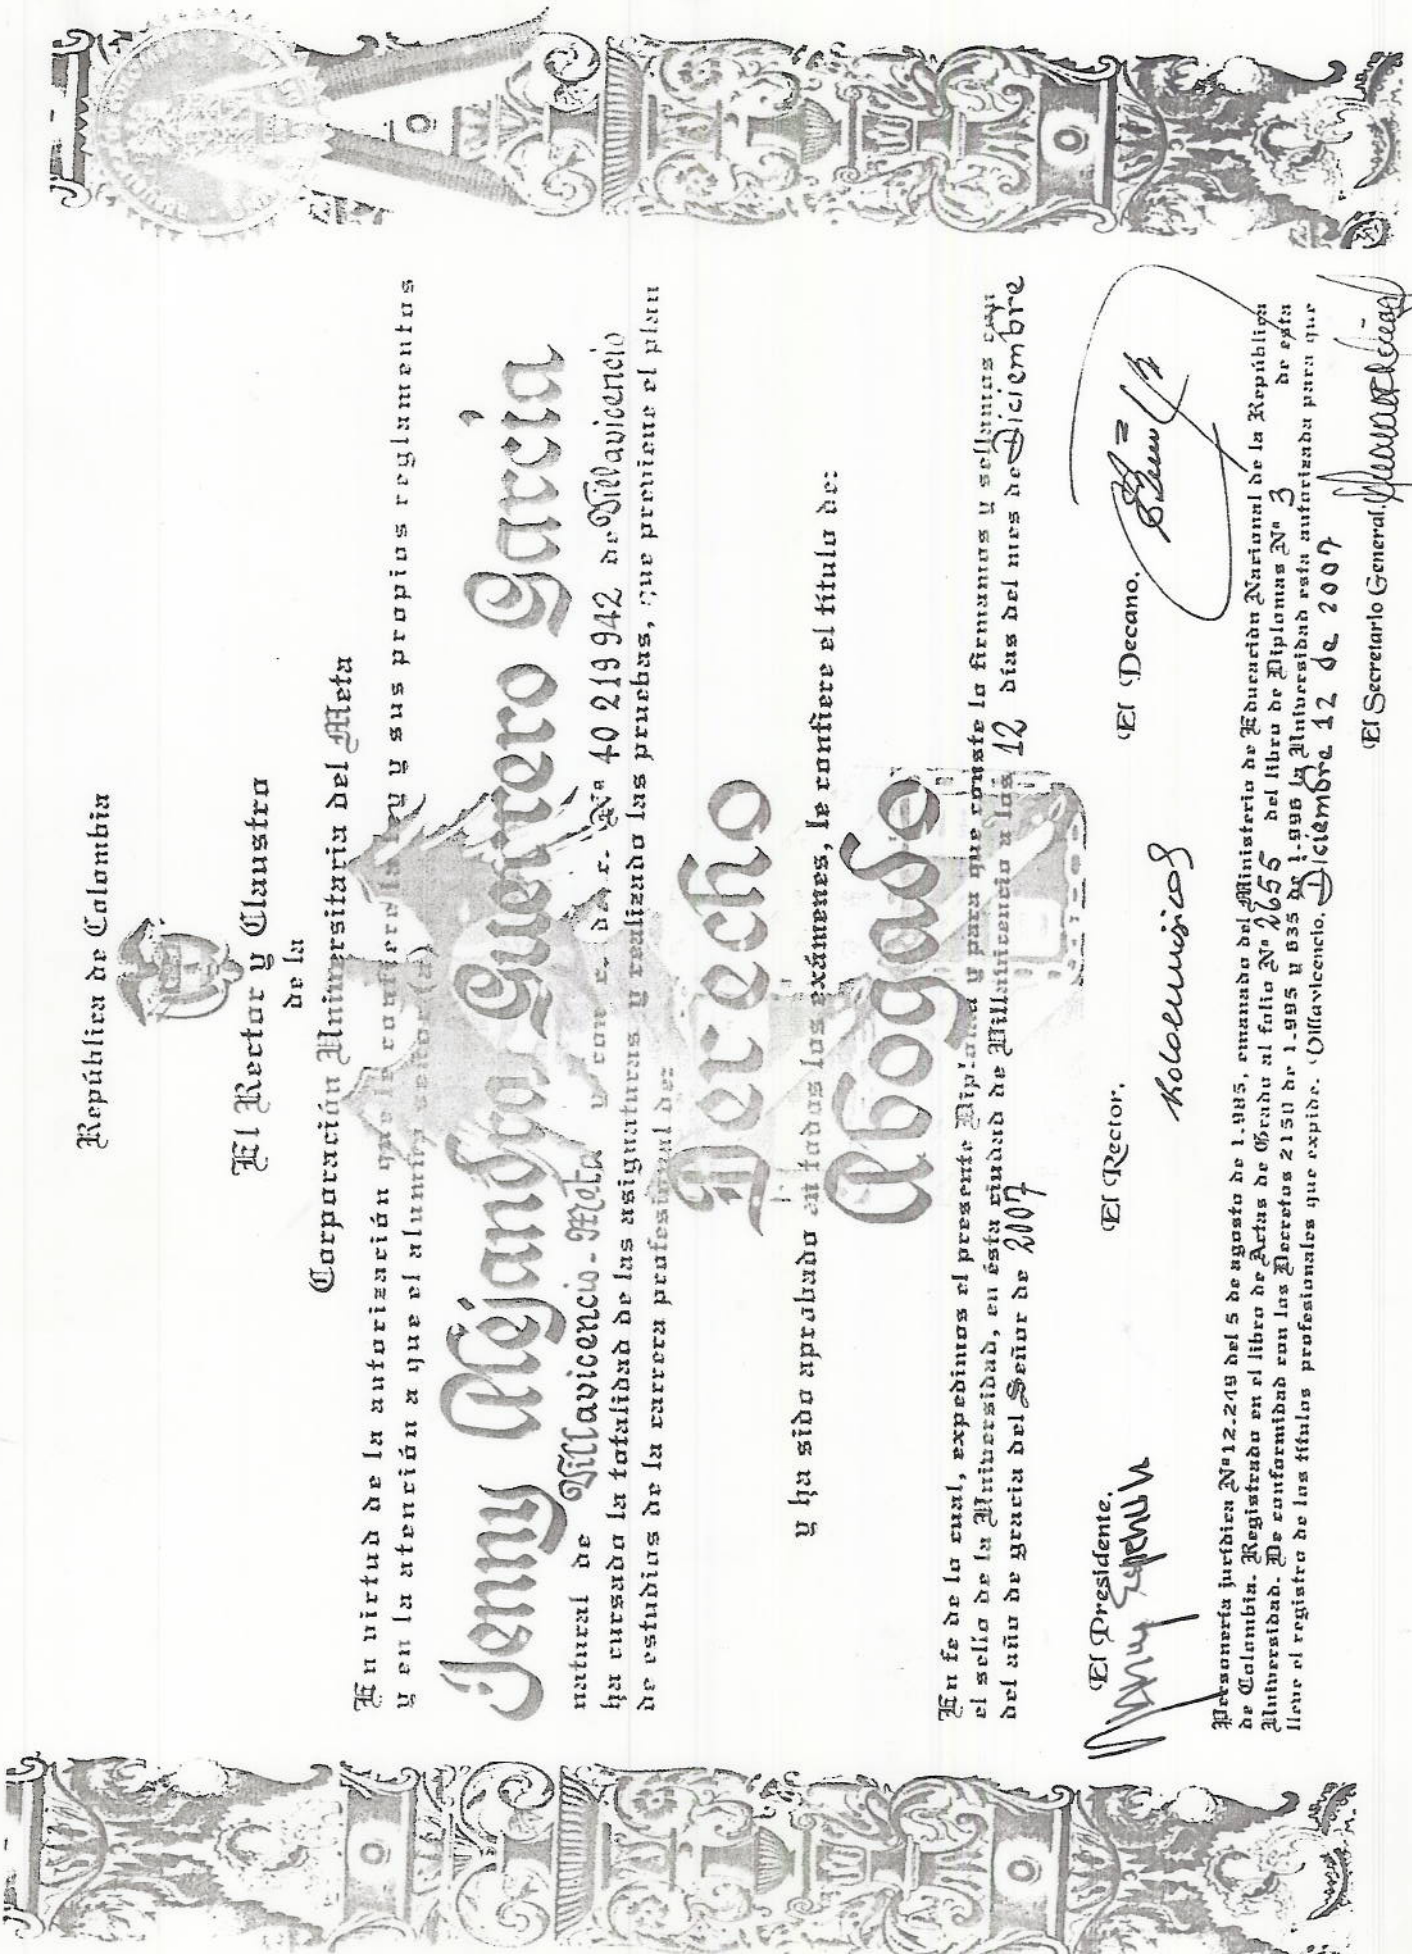 República de Colombia
El Rector y Claustro
de la
Corporación Universitaria del Meta
En virtud de la autorización que le confiere la ley y sus propios reglamentos
y en la atención a que el alumno
Jenny Alejandra Guerrero García
natural de Villavicencio-Meta y con c. de c. Nº 40 219 942 de Villavicencio
ha cursado la totalidad de las asignaturas y realizado las pruebas, que previene el plan
de estudios de la carrera profesional de:
Derecho
y ha sido aprobado en todos los exámenes, le confiere el título de:
Abogado
En fe de lo cual, expedimos el presente Diploma y para que conste lo firmamos y sellamos con
el sello de la Universidad, en ésta ciudad de Villavicencio a los 12 días del mes de Diciembre
del año de gracia del Señor de 2007
El Presidente. El Rector. El Decano.
Personería jurídica Nº 12.249 del 5 de agosto de 1.985, emanado del Ministerio de Educación Nacional de la República
de Colombia. Registrado en el libro de Actas de Grado al folio Nº 2655 del libro de Diplomas Nº 3 de esta
Universidad. De conformidad con los Decretos 2150 de 1.995 y 636 de 1.996 la Universidad esta autorizada para que
lleve el registro de los títulos profesionales que expide. Villavicencio, Diciembre 12 de 2007
El Secretario General,